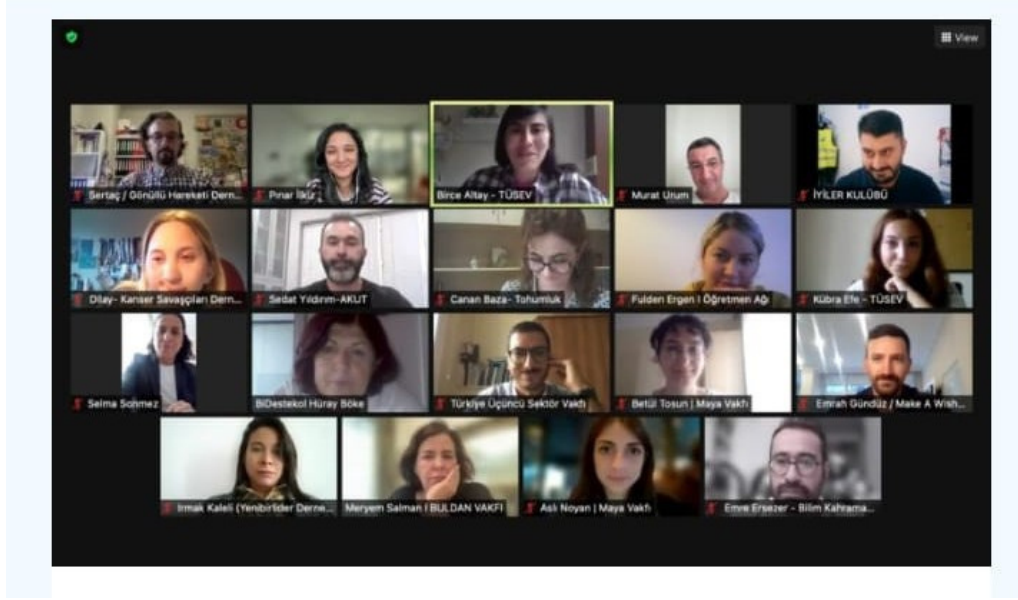 View
Sertaç / Gönüllü Hareketi Dern...
Pınar İlkiz
Birce Altay - TÜSEV
Murat Urum
İYİLER KULÜBÜ
Dilay- Kanser Savaşçıları Dern...
Sedat Yıldırım-AKUT
Canan Baza- Tohumluk
Fulden Ergen | Öğretmen Ağı
Kübra Efe - TÜSEV
Selma Sönmez
BiDestekol Hüray Böke
Türkiye Üçüncü Sektör Vakfı
Betül Tosun | Maya Vakfı
Emrah Gündüz / Make A Wish...
Irmak Kaleli (Yenibirlider Derne...
Meryem Salman | BULDAN VAKFI
Aslı Noyan | Maya Vakfı
Emre Erşezer - Bilim Kahrama...